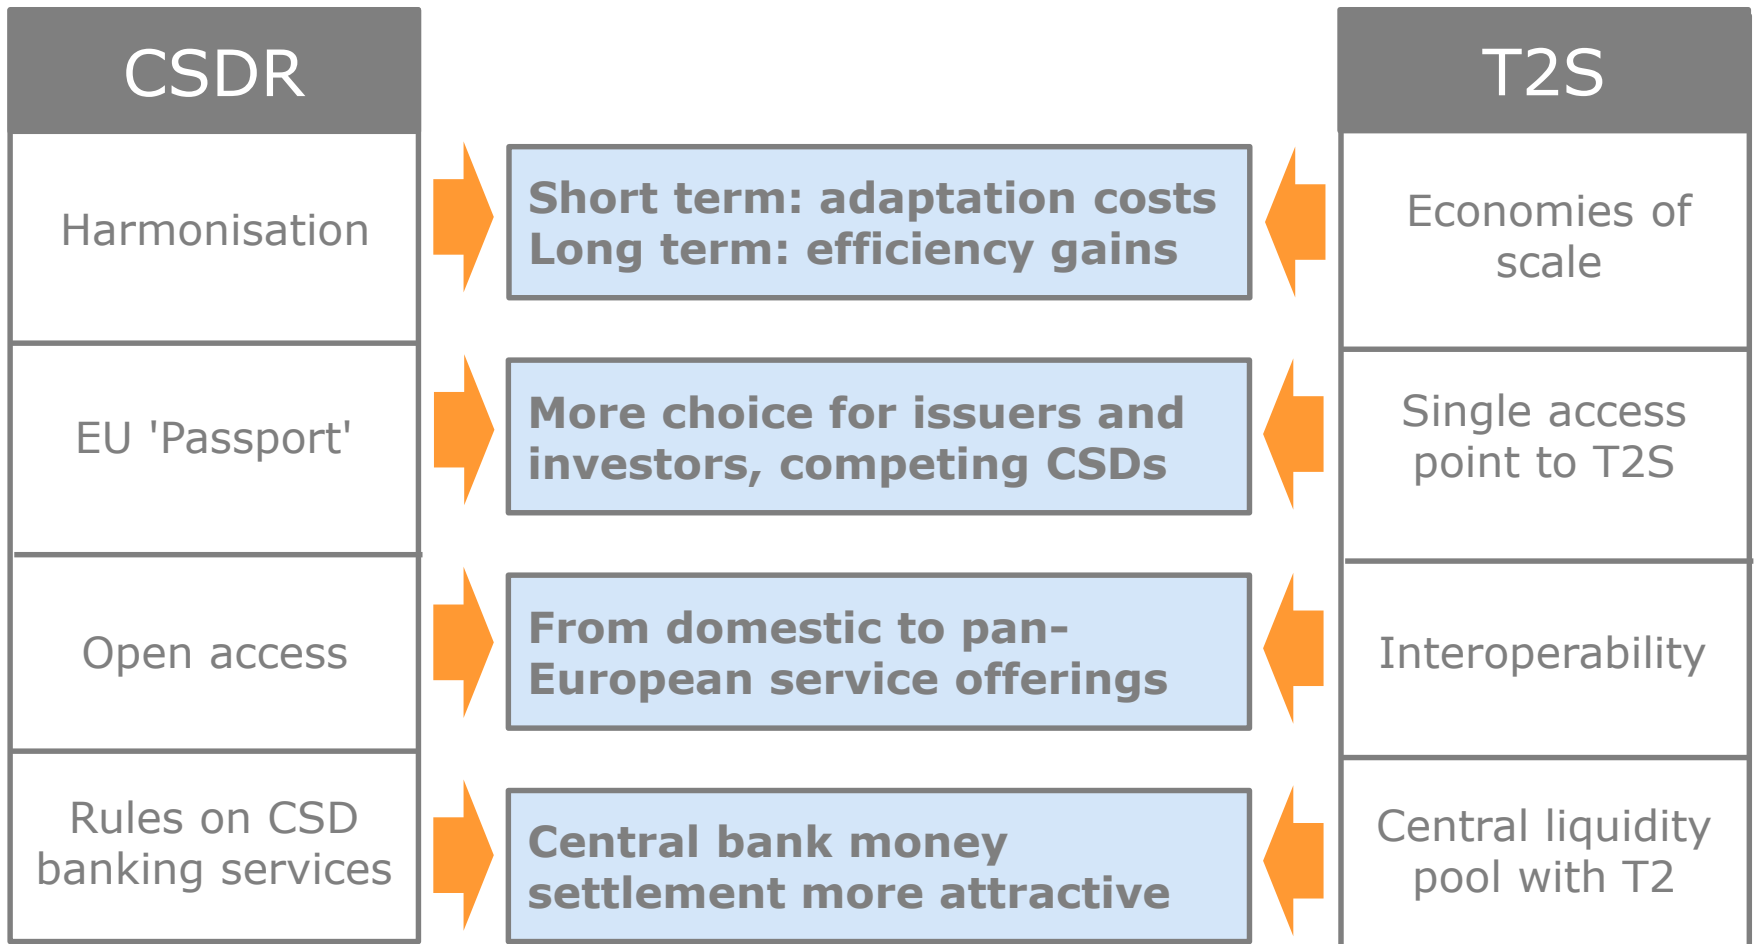 CSDR
T2S
Harmonisation
Short term: adaptation costs
Long term: efficiency gains
Economies of
scale
EU 'Passport'
More choice for issuers and
investors, competing CSDs
Single access
point to T2S
Open access
From domestic to pan-
European service offerings
Interoperability
Rules on CSD
banking services
Central bank money
settlement more attractive
Central liquidity
pool with T2